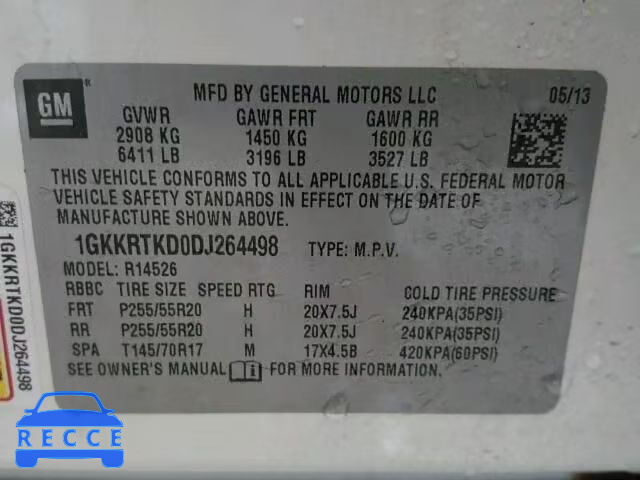 GM ®
MFD BY GENERAL MOTORS LLC 05/13
GVWR GAWR FRT GAWR RR
2908 KG 1450 KG 1600 KG
6411 LB 3196 LB 3527 LB
THIS VEHICLE CONFORMS TO ALL APPLICABLE U.S. FEDERAL MOTOR
VEHICLE SAFETY STANDARDS IN EFFECT ON THE DATE OF
MANUFACTURE SHOWN ABOVE.
1GKKRTKD0DJ264498 TYPE: M.P.V.
MODEL: R14526
RBBC TIRE SIZE SPEED RTG RIM COLD TIRE PRESSURE
FRT P255/55R20 H 20X7.5J 240KPA(35PSI)
RR P255/55R20 H 20X7.5J 240KPA(35PSI)
SPA T145/70R17 M 17X4.5B 420KPA(60PSI)
SEE OWNER'S MANUAL FOR MORE INFORMATION.
1GKKRTKD0DJ264498
RECCE